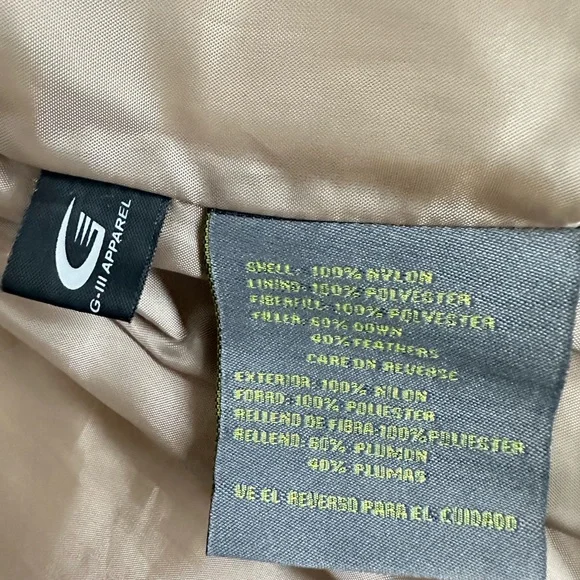 G-III APPAREL
SHELL: 100% NYLON
LINING: 100% POLYESTER
FIBERFILL: 100% POLYESTER
FILLER: 60% DOWN
40% FEATHERS
CARE ON REVERSE
EXTERIOR: 100% NILON
FORRO: 100% POLIESTER
RELLENO DE FIBRA-100% POLIESTER
RELLENO: 60% PLUMON
40% PLUMAS
VE EL REVERSO PARA EL CUIDADO